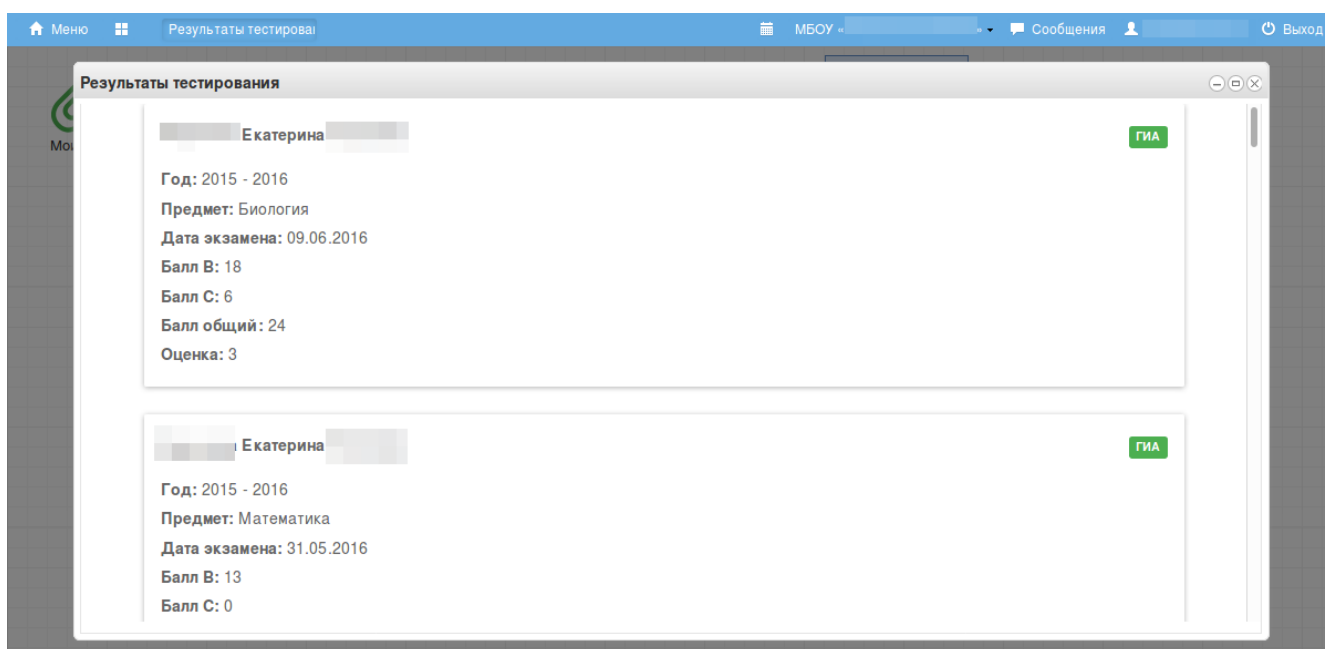 Меню Результаты тестироваı МБОУ « » Сообщения Выход
Результаты тестирования
Мои
Екатерина ГИА
Год: 2015 - 2016
Предмет: Биология
Дата экзамена: 09.06.2016
Балл B: 18
Балл C: 6
Балл общий: 24
Оценка: 3
Екатерина ГИА
Год: 2015 - 2016
Предмет: Математика
Дата экзамена: 31.05.2016
Балл B: 13
Балл C: 0